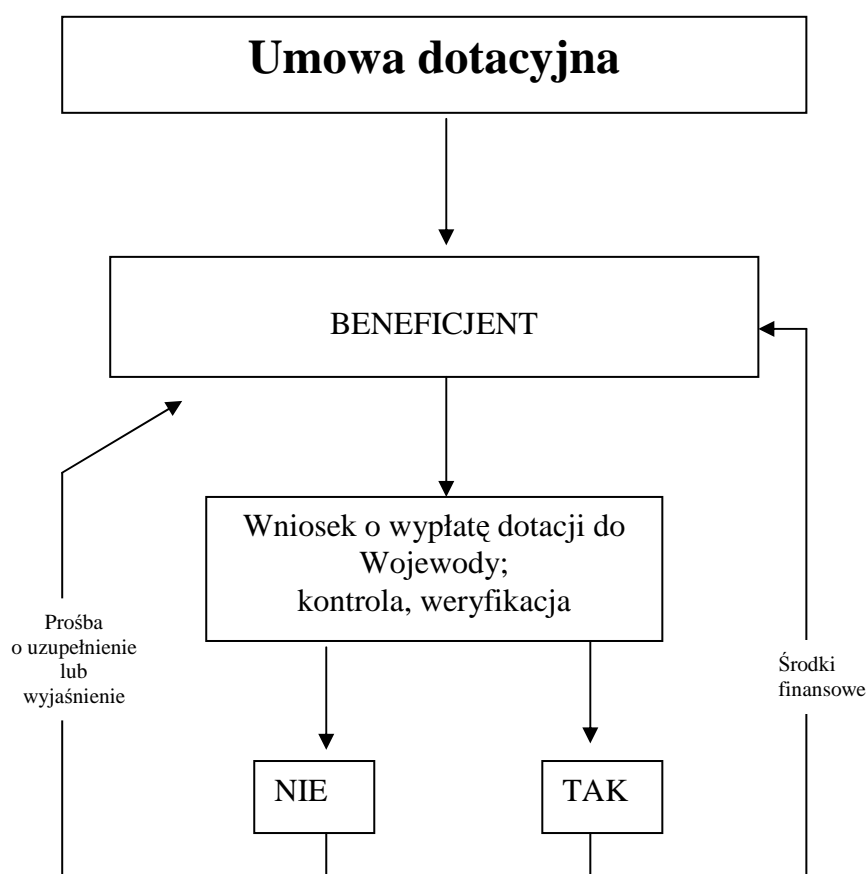 Umowa dotacyjna
BENEFICJENT
Wniosek o wypłatę dotacji do
Wojewody;
kontrola, weryfikacja
Prośba
o uzupełnienie
lub
wyjaśnienie
Środki
finansowe
NIE
TAK